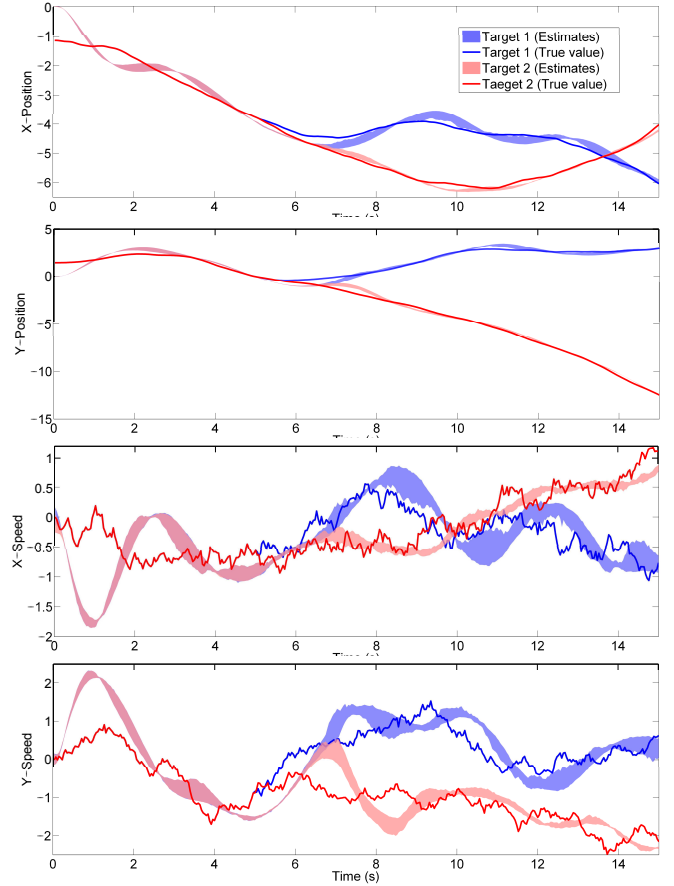 0
−1
−2
−3
−4
−5
−6
X−Position
Target 1 (Estimates)
Target 1 (True value)
Target 2 (Estimates)
Taeget 2 (True value)
0 2 4 6 8 10 12 14
Time (s)
5
0
−5
−10
−15
Y−Position
0 2 4 6 8 10 12 14
Time (s)
1
0.5
0
−0.5
−1
−1.5
−2
X−Speed
0 2 4 6 8 10 12 14
Time (s)
2
1
0
−1
−2
Y−Speed
0 2 4 6 8 10 12 14
Time (s)